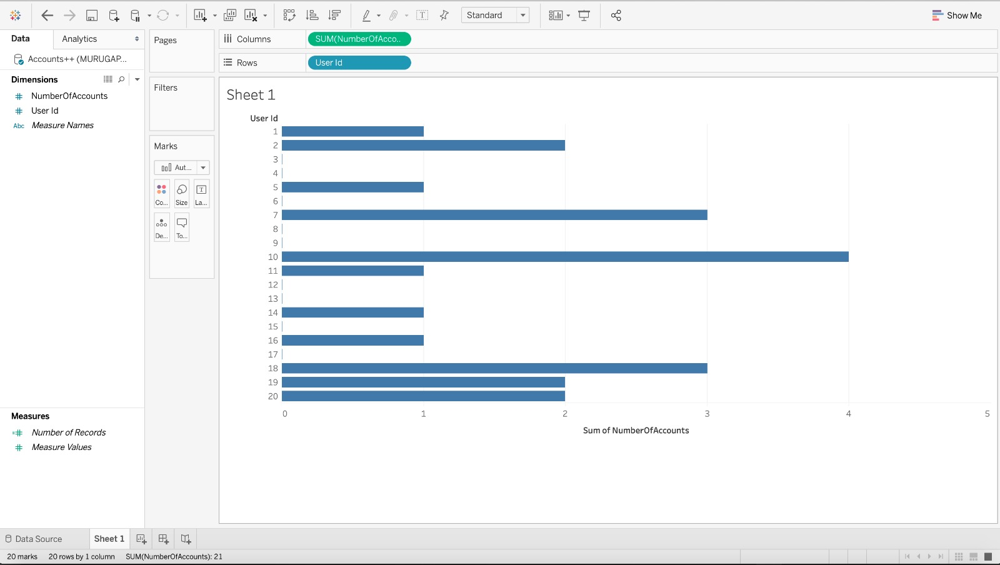 Standard
Show Me
Data
Analytics
Accounts++ (MURUGAP...
Dimensions
# NumberOfAccounts
# User Id
Abc Measure Names
Measures
=# Number of Records
# Measure Values
Pages
Filters
Marks
Aut...
Co... Size La...
De... To...
Columns SUM(NumberOfAcco..
Rows User Id
Sheet 1
User Id
1
2
3
4
5
6
7
8
9
10
11
12
13
14
15
16
17
18
19
20
0 1 2 3 4 5
Sum of NumberOfAccounts
Data Source Sheet 1
20 marks 20 rows by 1 column SUM(NumberOfAccounts): 21